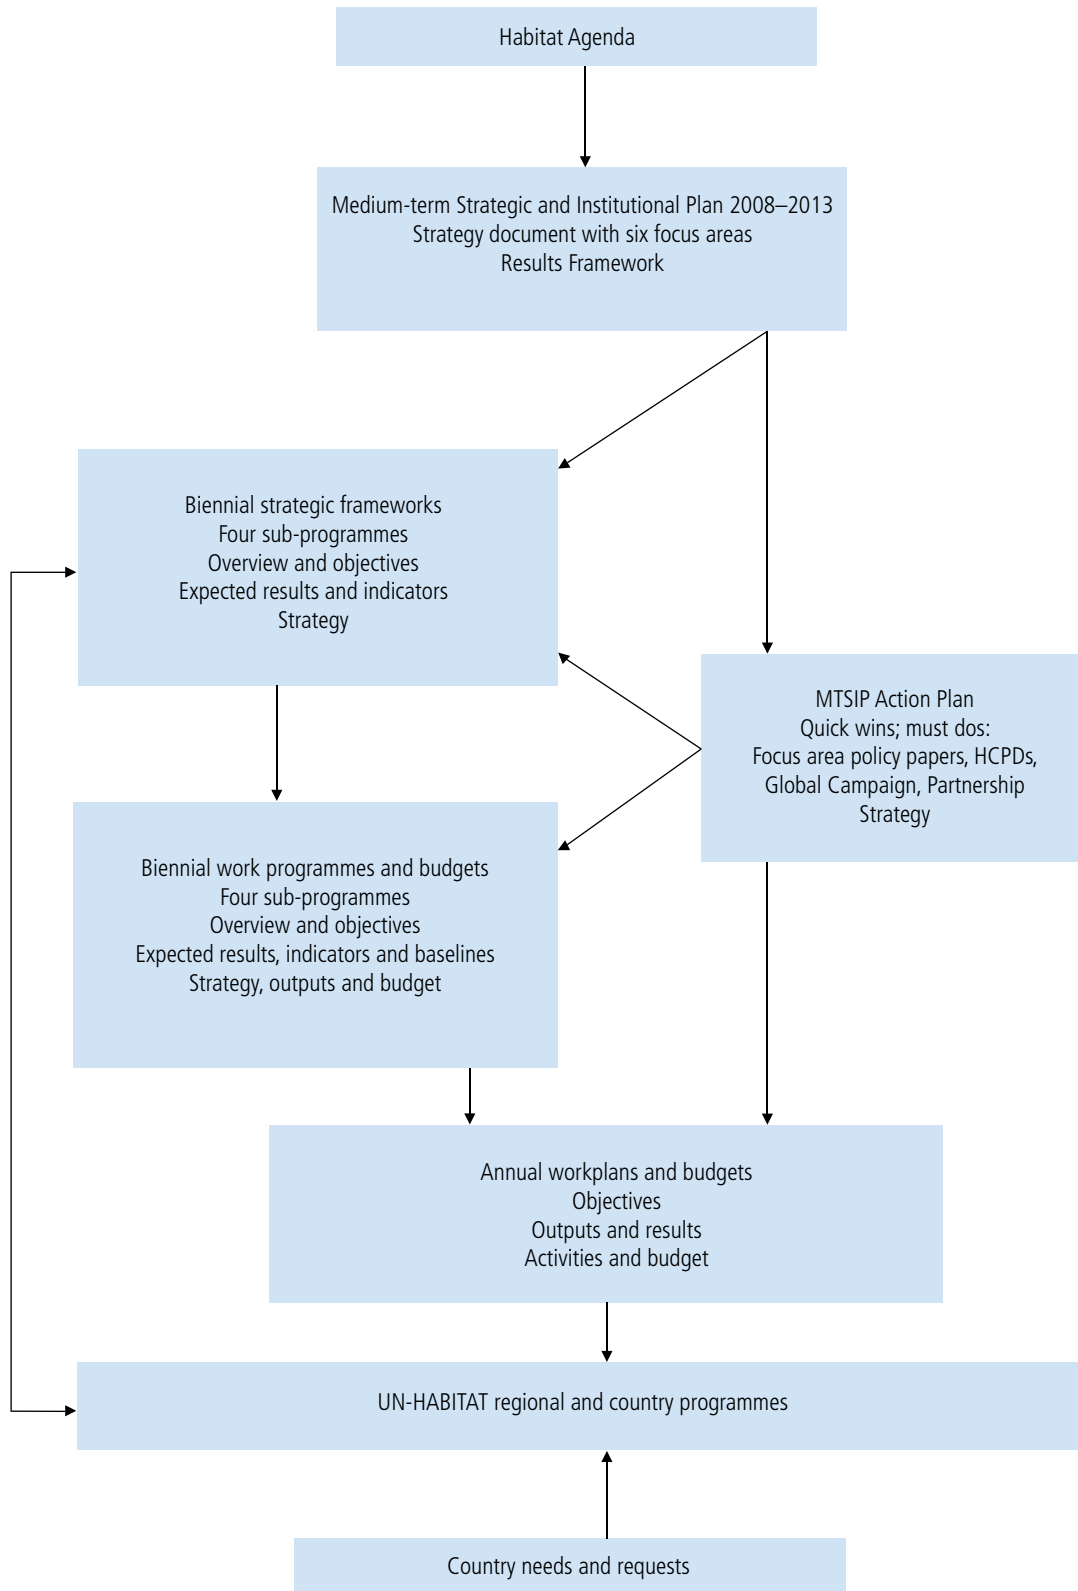 Habitat Agenda
Medium-term Strategic and Institutional Plan 2008–2013
Strategy document with six focus areas
Results Framework
Biennial strategic frameworks
Four sub-programmes
Overview and objectives
Expected results and indicators
Strategy
MTSIP Action Plan
Quick wins; must dos:
Focus area policy papers, HCPDs,
Global Campaign, Partnership
Strategy
Biennial work programmes and budgets
Four sub-programmes
Overview and objectives
Expected results, indicators and baselines
Strategy, outputs and budget
Annual workplans and budgets
Objectives
Outputs and results
Activities and budget
UN-HABITAT regional and country programmes
Country needs and requests